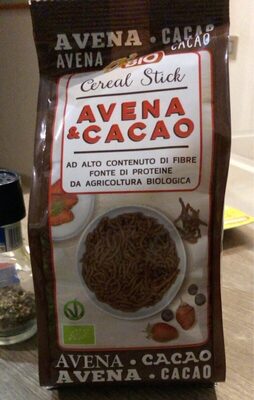 AVENA • CACAO
AVENA CACAO
BIO
Cereal Stick
AVENA
& CACAO
AD ALTO CONTENUTO DI FIBRE
FONTE DI PROTEINE
DA AGRICOLTURA BIOLOGICA
AVENA • CACAO
AVENA • CACAO